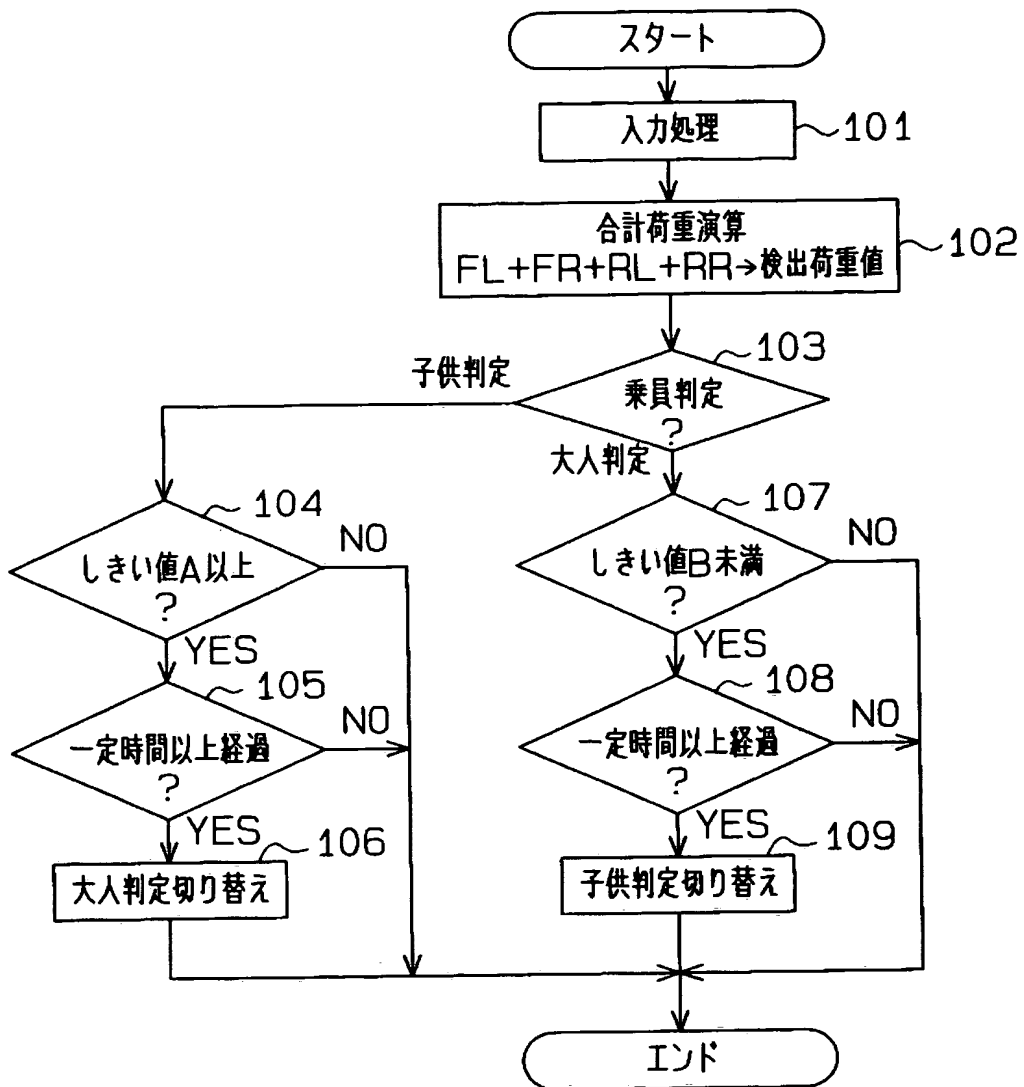 スタート
入力処理
101
合計荷重演算
FL+FR+RL+RR→検出荷重値
102
103
子供判定
乗員判定
?
大人判定
104
しきい値A以上
?
NO
YES
107
しきい値B未満
?
NO
YES
105
一定時間以上経過
?
NO
YES
108
一定時間以上経過
?
NO
YES
106
大人判定切り替え
109
子供判定切り替え
エンド